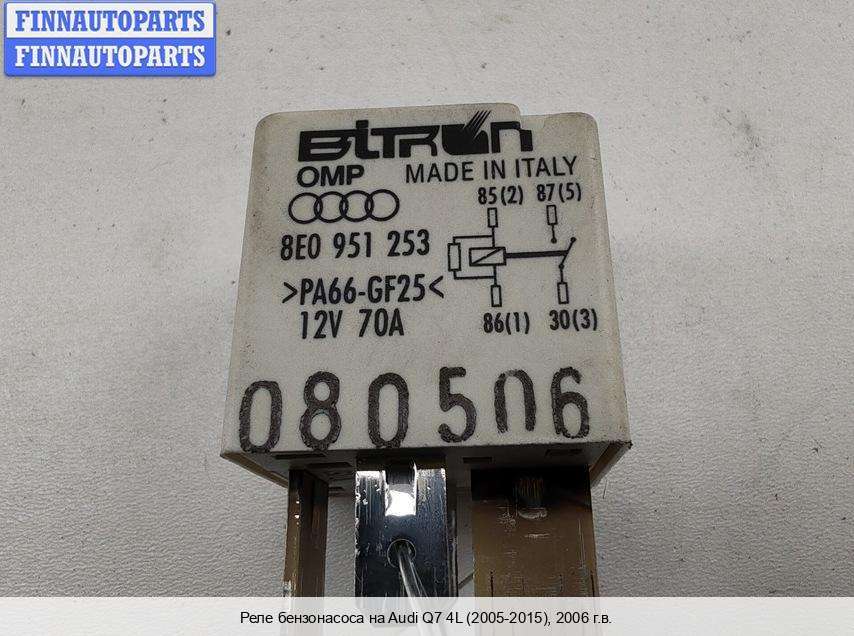 FINNAUTOPARTS
FINNAUTOPARTS
BITRON
OMP MADE IN ITALY
85(2) 87(5)
8E0 951 253
>PA66-GF25<
12V 70A
86(1) 30(3)
080506
Реле бензонасоса на Audi Q7 4L (2005-2015), 2006 г.в.